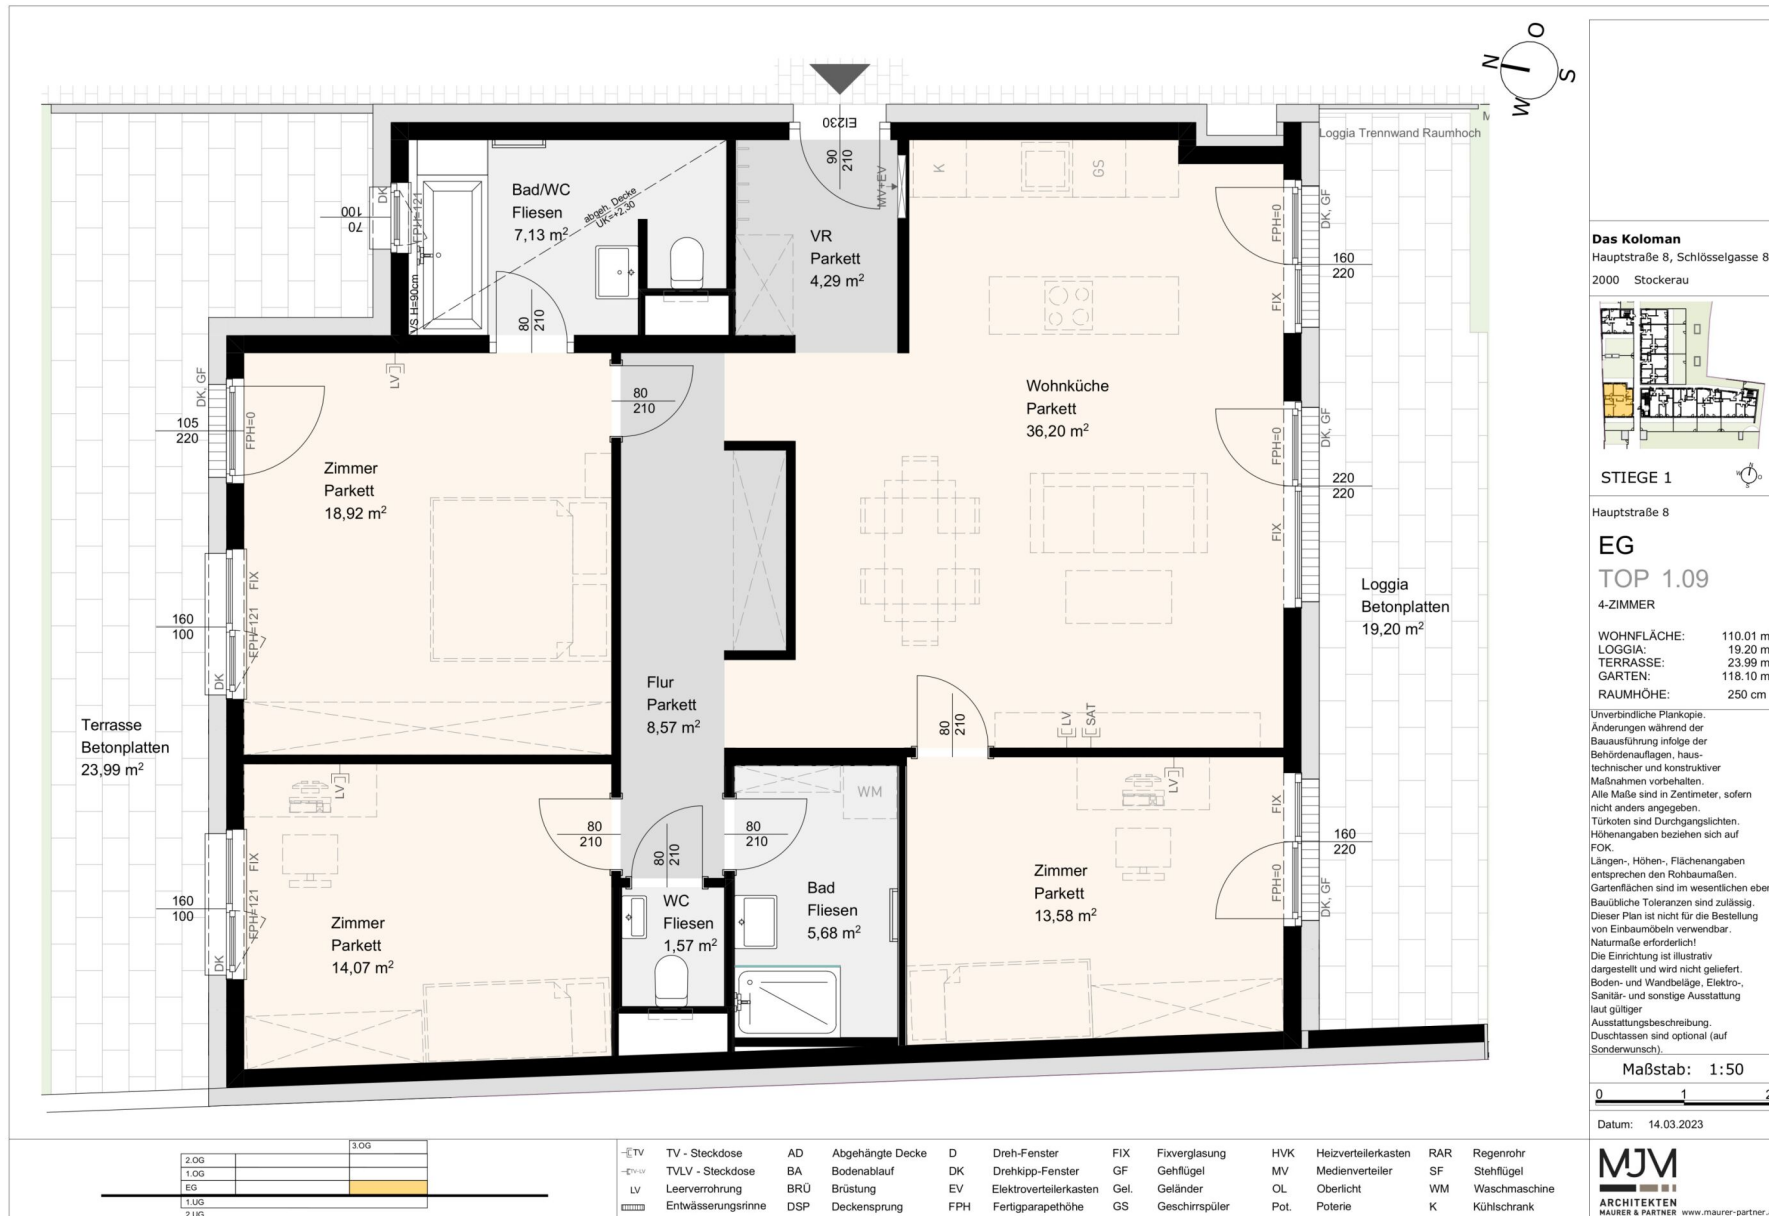 N
O
S
W
EI230
90
210
MV+EV
VR
Parkett
4,29 m²
Bad/WC
Fliesen
7,13 m²
abgeh. Decke
UK=+2,30
VS H=90cm
DK
FPH=121
100
70
80
210
K
GS
Loggia Trennwand Raumhoch
FPH=0
DK, GF
160
220
FIX
Wohnküche
Parkett
36,20 m²
FPH=0
DK, GF
220
220
FIX
LV
80
210
DK, GF
105
220
FPH=0
Zimmer
Parkett
18,92 m²
FIX
160
100
FPH=121
DK
Flur
Parkett
8,57 m²
Loggia
Betonplatten
19,20 m²
Terrasse
Betonplatten
23,99 m²
80
210
LV
SAT
LV
WM
LV
80
210
80
210
80
210
FIX
160
220
FPH=0
DK, GF
FIX
160
100
FPH=121
DK
Zimmer
Parkett
14,07 m²
WC
Fliesen
1,57 m²
Bad
Fliesen
5,68 m²
Zimmer
Parkett
13,58 m²
Das Koloman
Hauptstraße 8, Schlösselgasse 8
2000 Stockerau
STIEGE 1
Hauptstraße 8
EG
TOP 1.09
4-ZIMMER
WOHNFLÄCHE: 110.01 m
LOGGIA: 19.20 m
TERRASSE: 23.99 m
GARTEN: 118.10 m
RAUMHÖHE: 250 cm
Unverbindliche Plankopie.
Änderungen während der
Bauausführung infolge der
Behördenauflagen, haus-
technischer und konstruktiver
Maßnahmen vorbehalten.
Alle Maße sind in Zentimeter, sofern
nicht anders angegeben.
Türkoten sind Durchgangslichten.
Höhenangaben beziehen sich auf
FOK.
Längen-, Höhen-, Flächenangaben
entsprechen den Rohbaumaßen.
Gartenflächen sind im wesentlichen eben
Bauübliche Toleranzen sind zulässig.
Dieser Plan ist nicht für die Bestellung
von Einbaumöbeln verwendbar.
Naturmaße erforderlich!
Die Einrichtung ist illustrativ
dargestellt und wird nicht geliefert.
Boden- und Wandbeläge, Elektro-,
Sanitär- und sonstige Ausstattung
laut gültiger
Ausstattungsbeschreibung.
Duschtassen sind optional (auf
Sonderwunsch).
Maßstab: 1:50
0 1 2
Datum: 14.03.2023
MJM
ARCHITEKTEN
MAURER & PARTNER www.maurer-partner.
3.OG
2.OG
1.OG
EG
1.UG
2.UG
TV TV - Steckdose AD Abgehängte Decke D Dreh-Fenster FIX Fixverglasung HVK Heizverteilerkasten RAR Regenrohr
TV-LV TVLV - Steckdose BA Bodenablauf DK Drehkipp-Fenster GF Gehflügel MV Medienverteiler SF Stehflügel
LV Leerverrohrung BRÜ Brüstung EV Elektroverteilerkasten Gel. Geländer OL Oberlicht WM Waschmaschine
Entwässerungsrinne DSP Deckensprung FPH Fertigparapethöhe GS Geschirrspüler Pot. Poterie K Kühlschrank